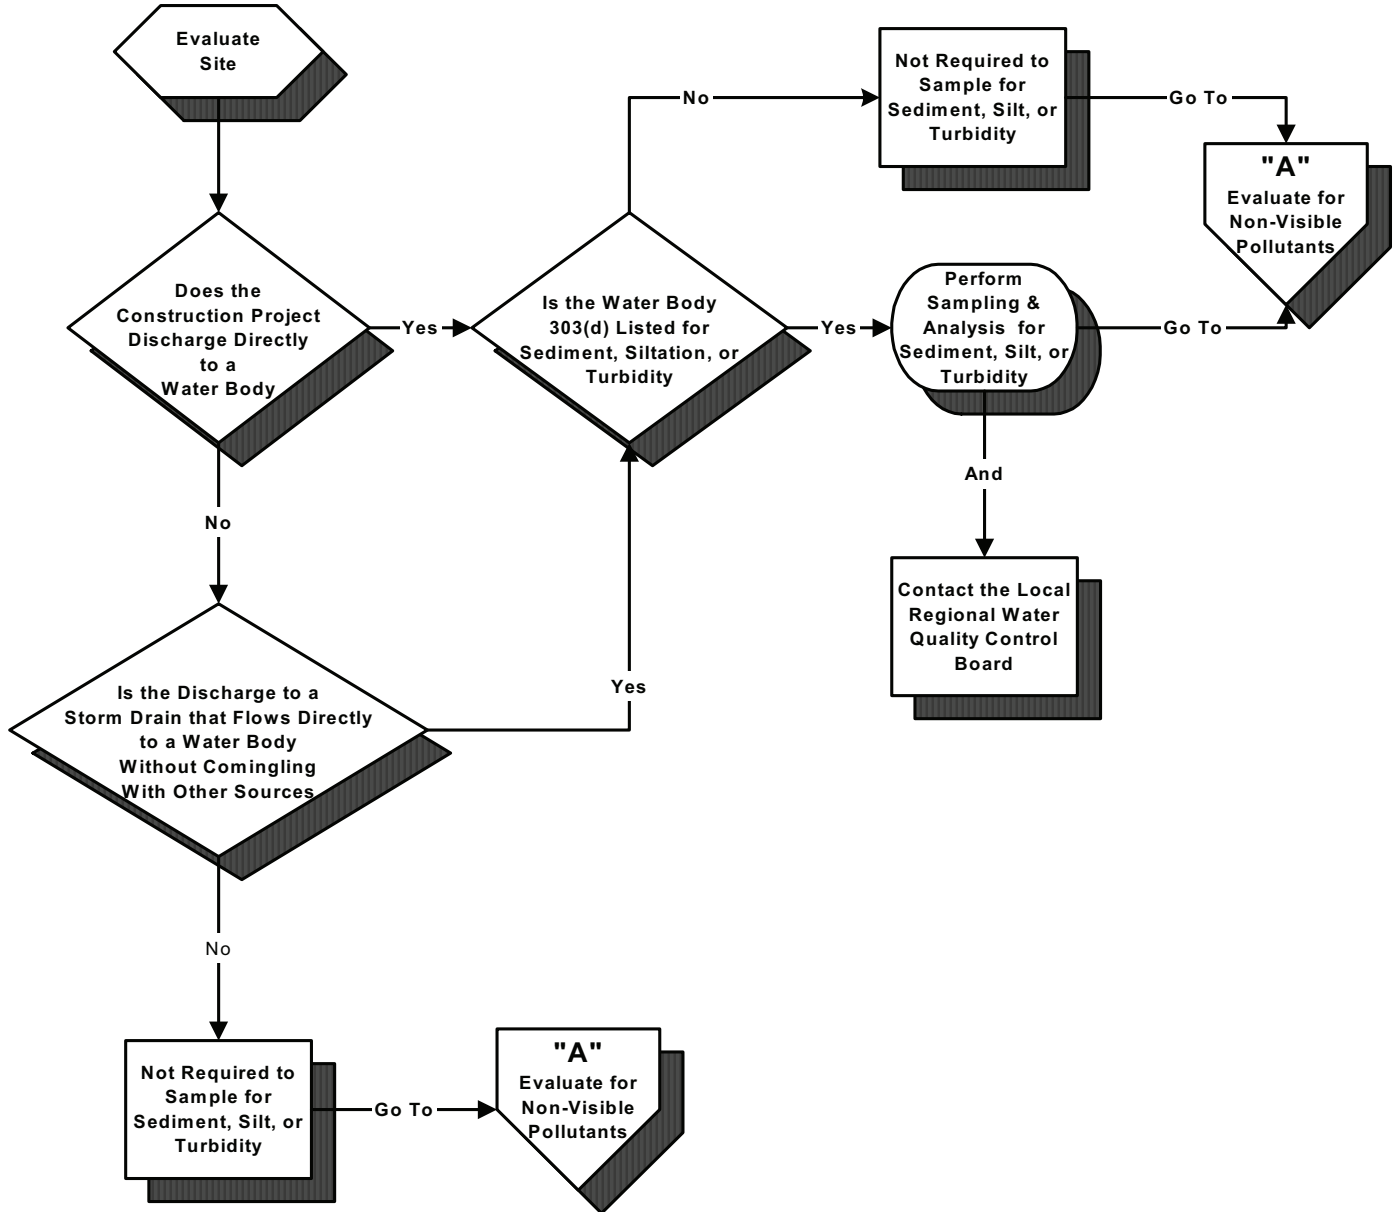 Evaluate
Site
Not Required to
Sample for
Sediment, Silt, or
Turbidity
No
Go To
"A"
Evaluate for
Non-Visible
Pollutants
Does the
Construction Project
Discharge Directly
to a
Water Body
Yes
Is the Water Body
303(d) Listed for
Sediment, Siltation, or
Turbidity
Yes
Perform
Sampling &
Analysis for
Sediment, Silt, or
Turbidity
Go To
And
No
Contact the Local
Regional Water
Quality Control
Board
Yes
Is the Discharge to a
Storm Drain that Flows Directly
to a Water Body
Without Comingling
With Other Sources
No
Not Required to
Sample for
Sediment, Silt, or
Turbidity
Go To
"A"
Evaluate for
Non-Visible
Pollutants